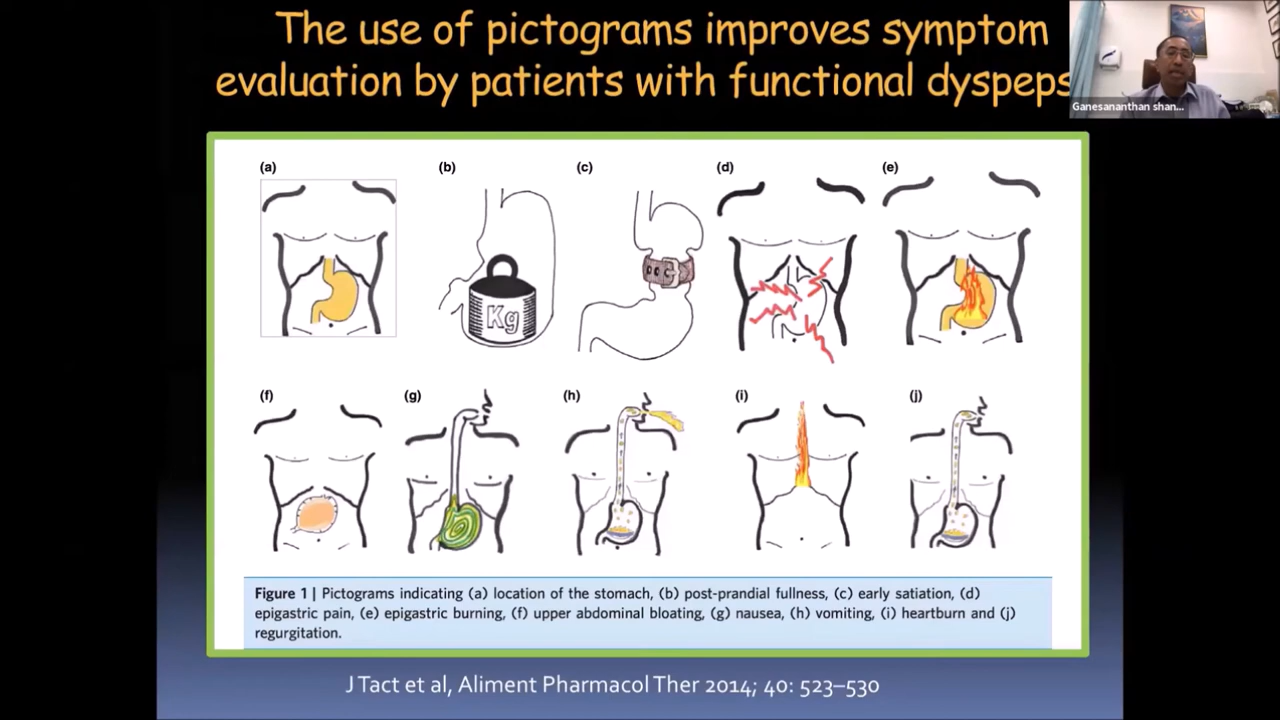 The use of pictograms improves symptom
evaluation by patients with functional dyspeps
Ganesananthan shan...
(a) (b) (c) (d) (e)
Kg
(f) (g) (h) (i) (j)
Figure 1 | Pictograms indicating (a) location of the stomach, (b) post-prandial fullness, (c) early satiation, (d)
epigastric pain, (e) epigastric burning, (f) upper abdominal bloating, (g) nausea, (h) vomiting, (i) heartburn and (j)
regurgitation.
J Tact et al, Aliment Pharmacol Ther 2014; 40: 523–530